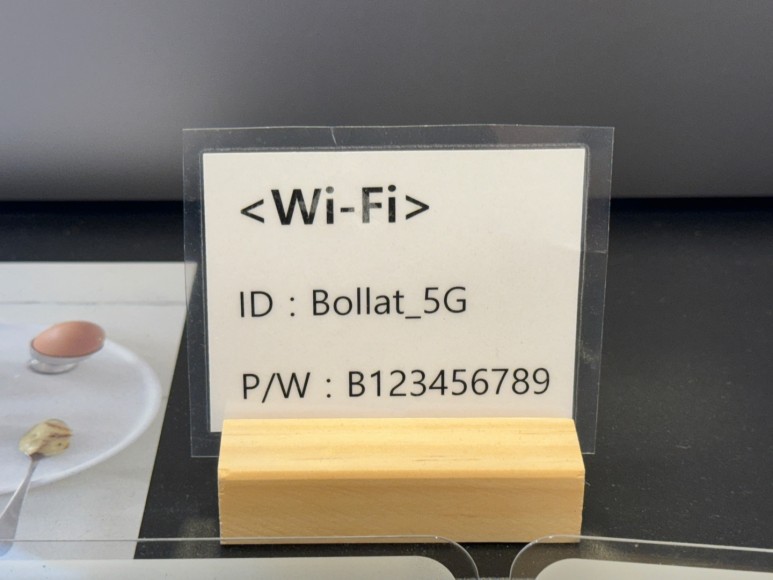 <Wi-Fi>
ID : Bollat_5G
P/W : B123456789